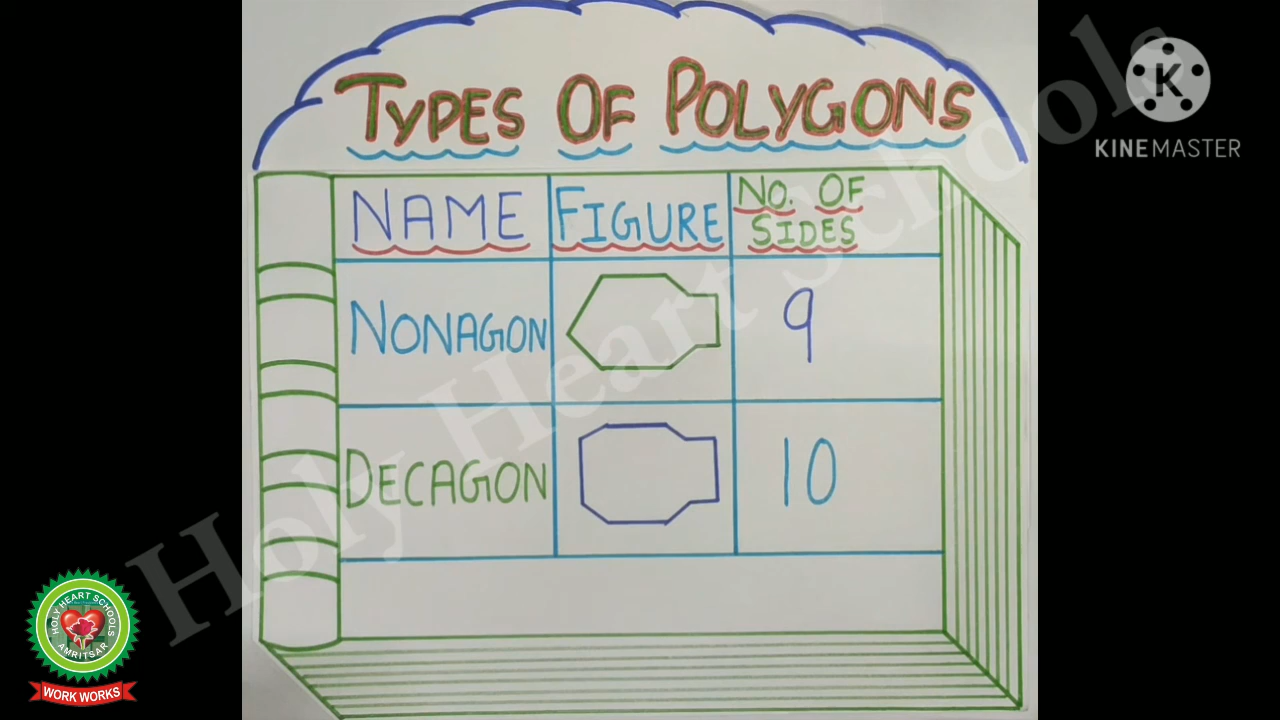 TYPES OF POLYGONS
KINEMASTER
NAME FIGURE NO. OF SIDES
NONAGON 9
DECAGON 10
Holy Heart Schools
HOLY HEART SCHOOLS
AMRITSAR
WORK WORKS